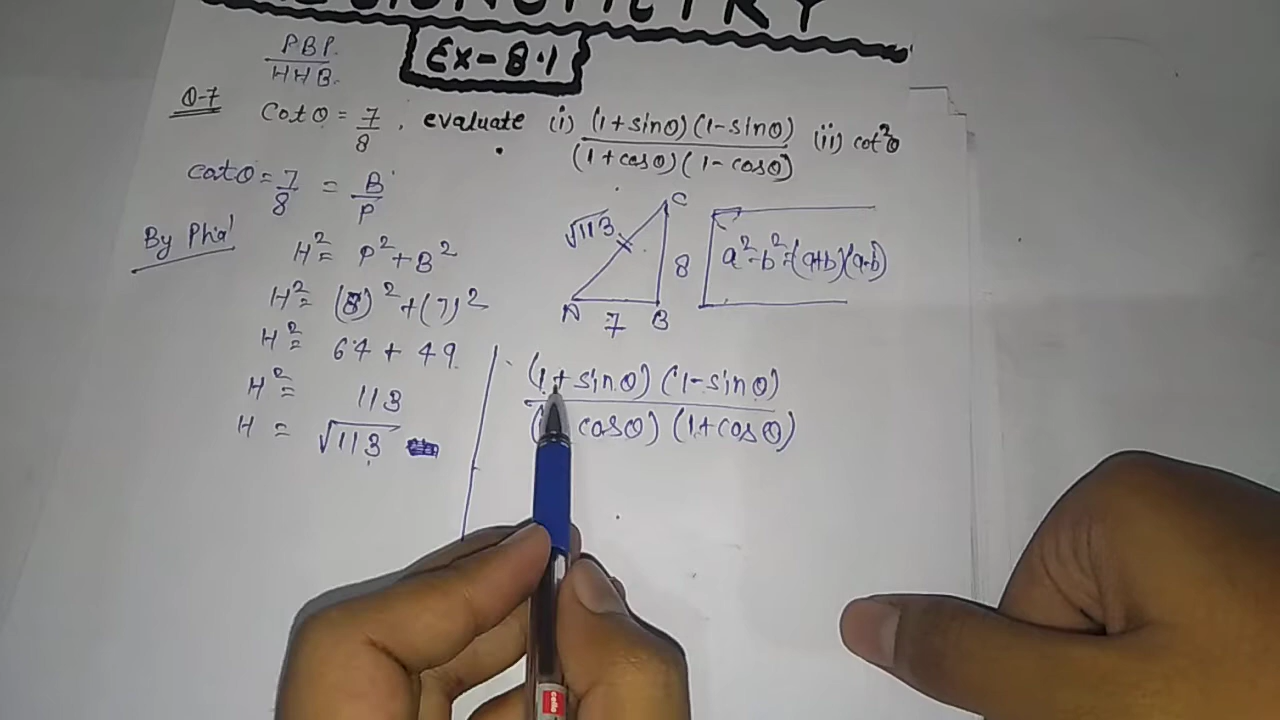 Ex-8.1
PBP.
HHB.
Q-7 Cot θ = 7/8 , evaluate (i) (1+sinθ)(1-sinθ)/(1+cosθ)(1-cosθ) (ii) cot²θ
cotθ = 7/8 = B/P
By Pha'
H² = P²+B²
H² = (8)²+(7)²
H² = 64 + 49
H² = 113
H = √113
√113
C
8
A
7
B
a²-b²=(a+b)(a-b)
(1+sinθ)(1-sinθ)
cosθ)(1+cosθ)
cello